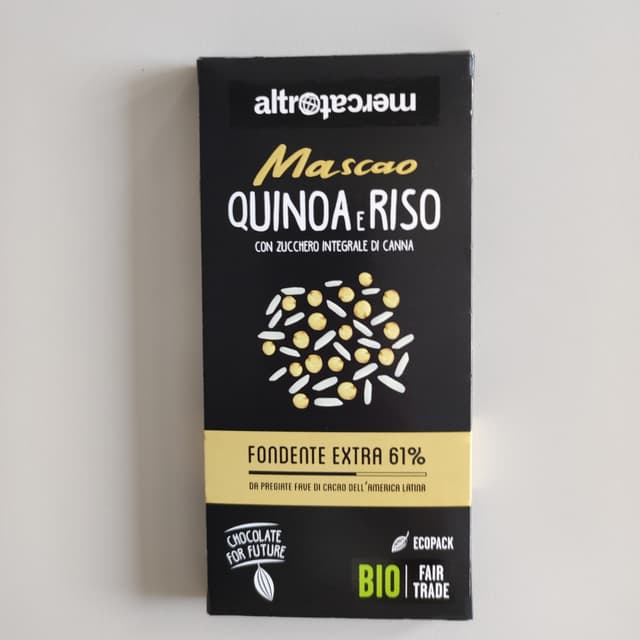 altromercato
Mascao
QUINOA E RISO
CON ZUCCHERO INTEGRALE DI CANNA
FONDENTE EXTRA 61%
DA PREGIATE FAVE DI CACAO DELL'AMERICA LATINA
CHOCOLATE
FOR FUTURE
ECOPACK
BIO FAIR
TRADE